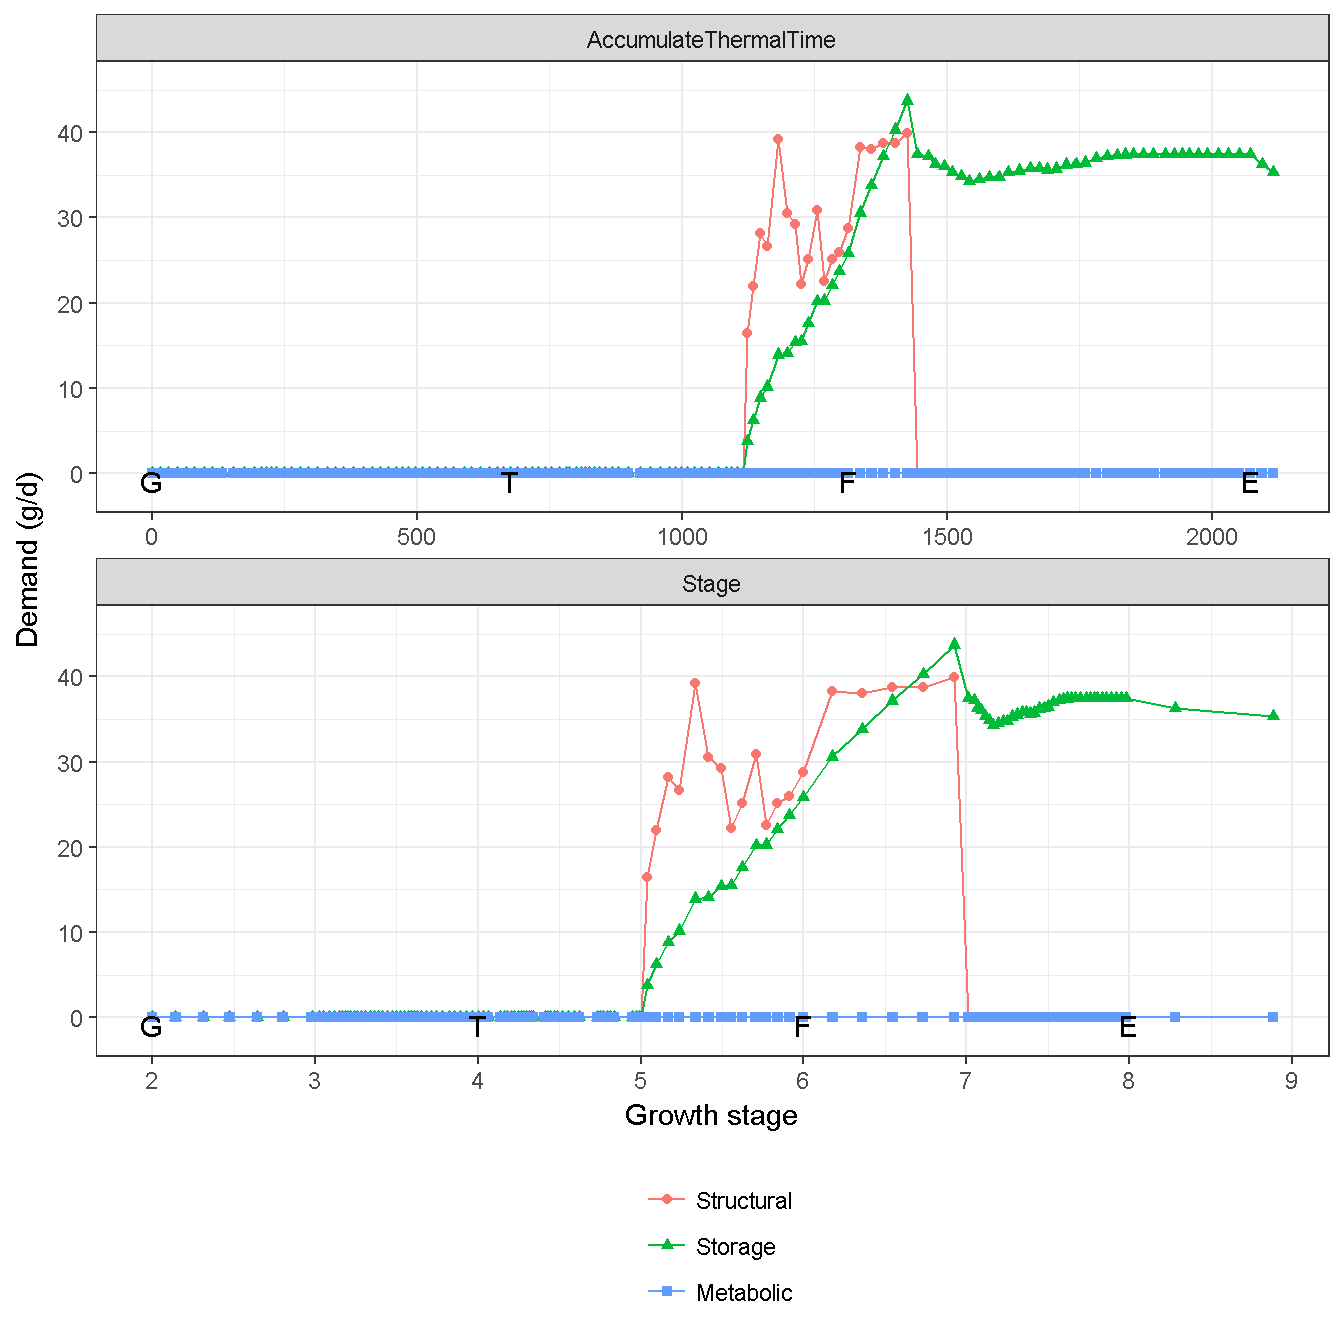 AccumulateThermalTime
40
30
20
10
0
G T F E
0 500 1000 1500 2000
Demand (g/d)
Stage
40
30
20
10
0
G T F E
2 3 4 5 6 7 8 9
Growth stage
Structural
Storage
Metabolic